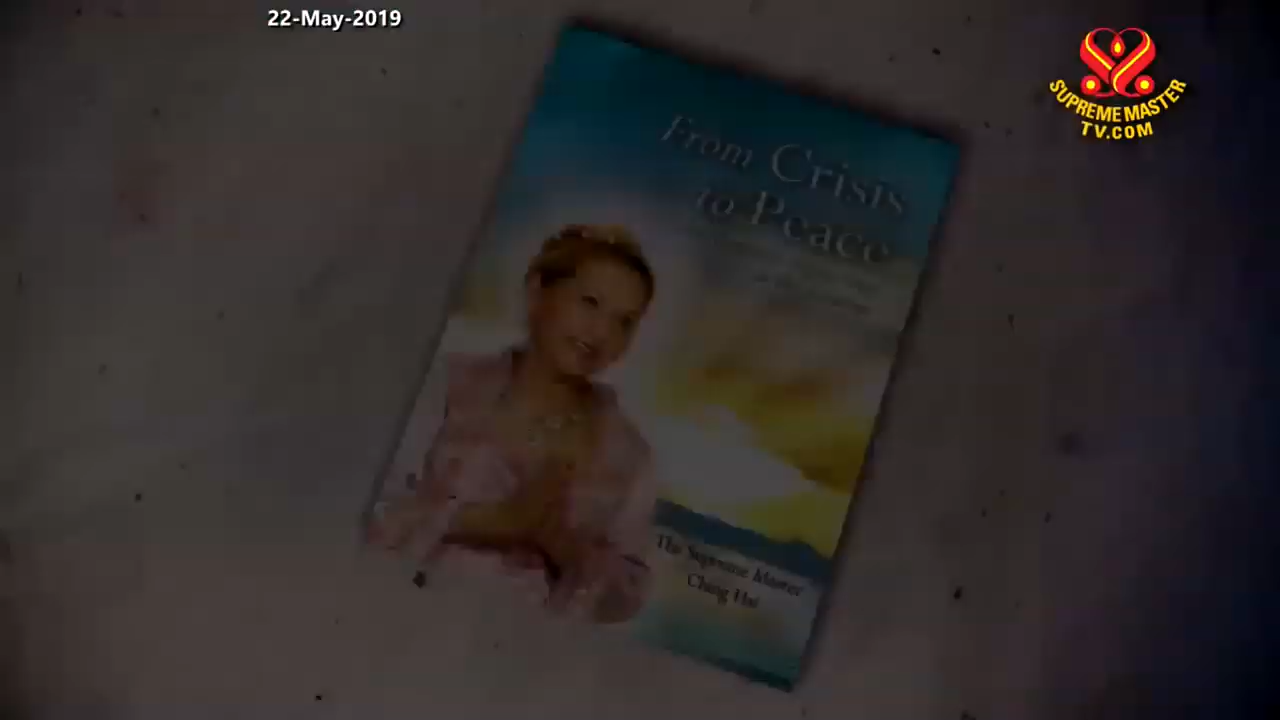 22-May-2019
SUPREME MASTER
TV.COM
From Crisis
to Peace
The Supreme Master
Ching Hai